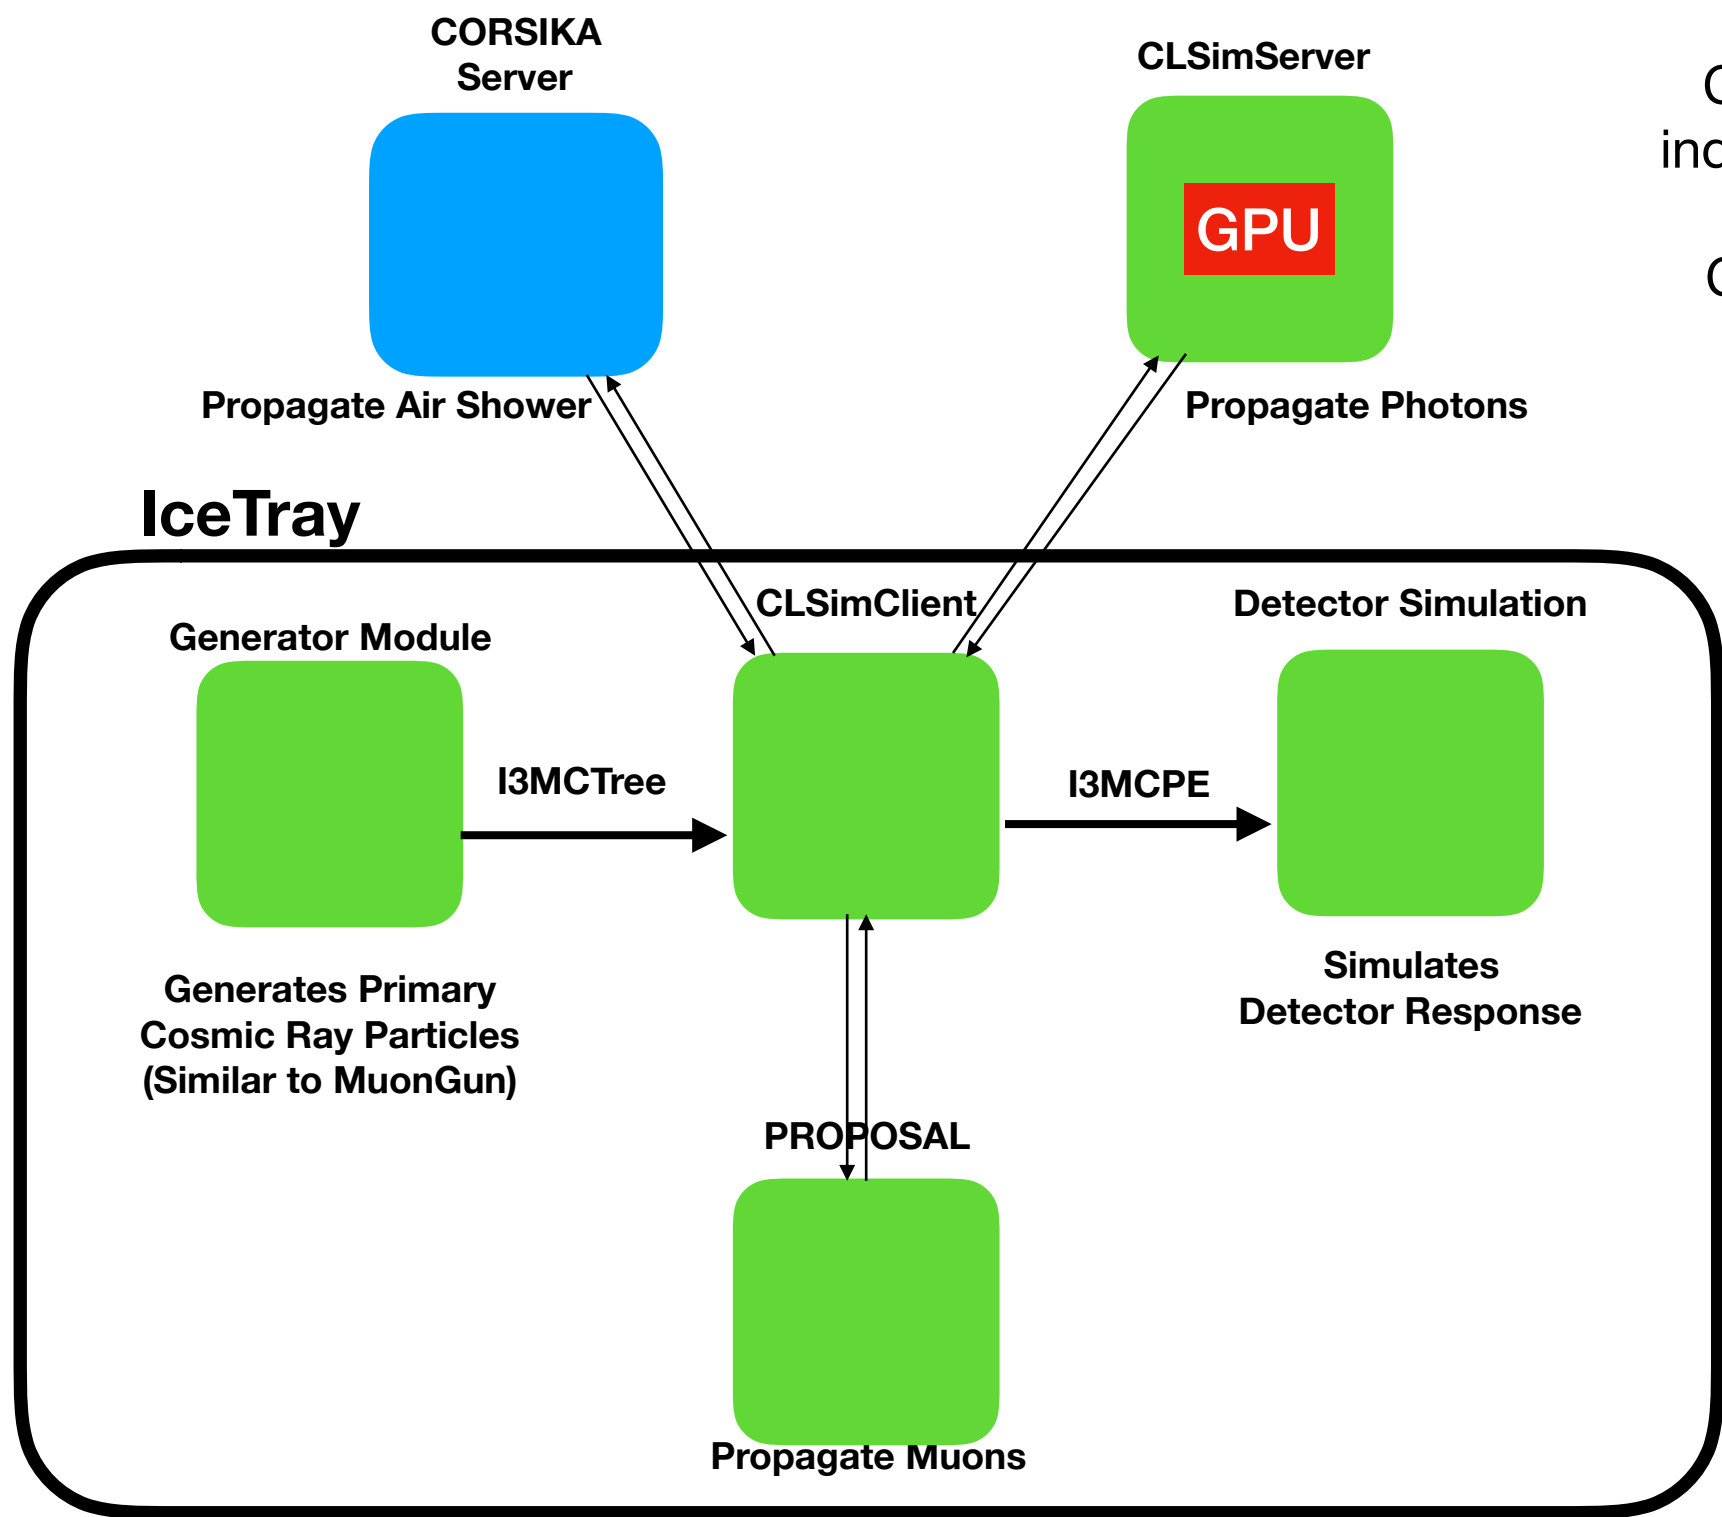 CORSIKA
Server
CLSimServer
GPU
Propagate Air Shower
Propagate Photons
IceTray
Generator Module
CLSimClient
Detector Simulation
I3MCTree
I3MCPE
Generates Primary
Cosmic Ray Particles
(Similar to MuonGun)
Simulates
Detector Response
PROPOSAL
Propagate Muons